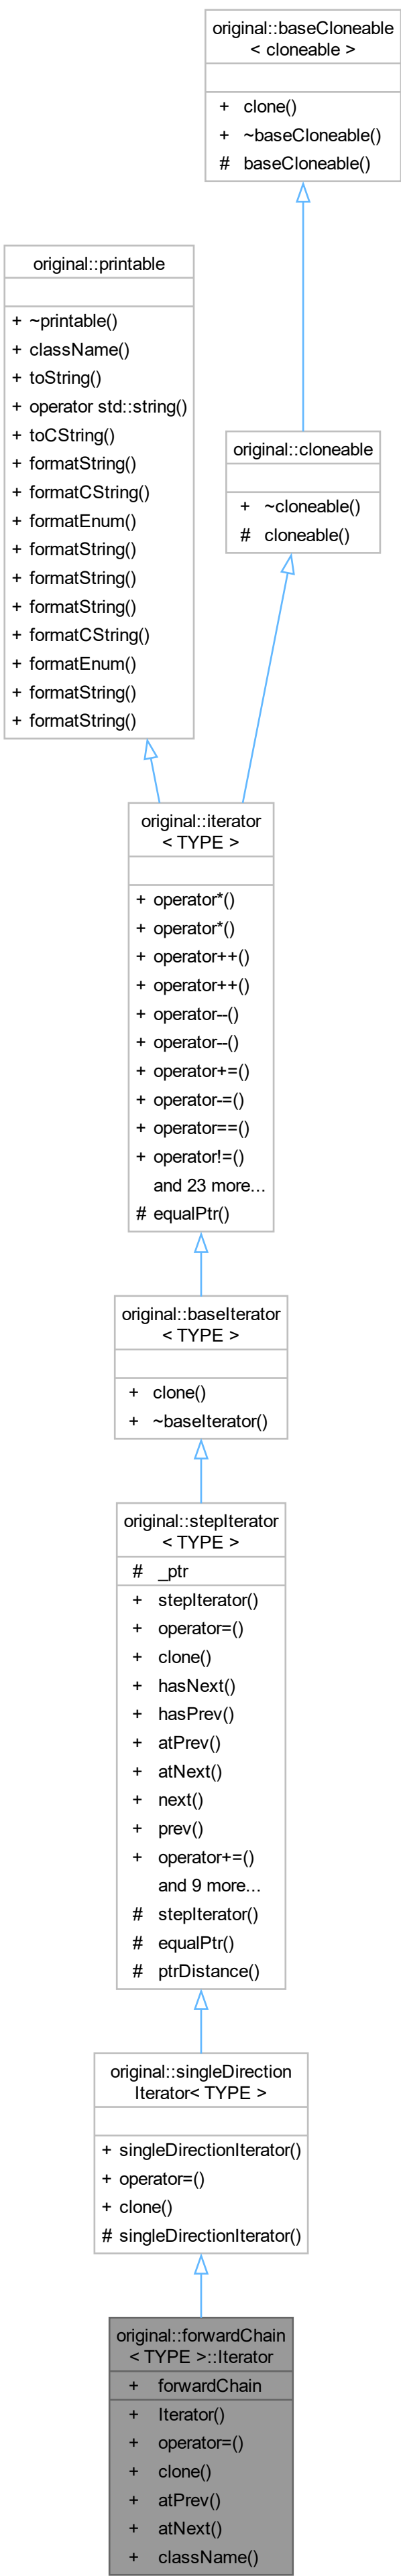 original::baseCloneable
< cloneable >
+ clone()
+ ~baseCloneable()
# baseCloneable()
original::printable
+ ~printable()
+ className()
+ toString()
+ operator std::string()
+ toCString()
+ formatString()
+ formatCString()
+ formatEnum()
+ formatString()
+ formatString()
+ formatString()
+ formatCString()
+ formatEnum()
+ formatString()
+ formatString()
original::cloneable
+ ~cloneable()
# cloneable()
original::iterator
< TYPE >
+ operator*()
+ operator*()
+ operator++()
+ operator++()
+ operator--()
+ operator--()
+ operator+=()
+ operator-=()
+ operator==()
+ operator!=()
and 23 more...
# equalPtr()
original::baseIterator
< TYPE >
+ clone()
+ ~baseIterator()
original::stepIterator
< TYPE >
# _ptr
+ stepIterator()
+ operator=()
+ clone()
+ hasNext()
+ hasPrev()
+ atPrev()
+ atNext()
+ next()
+ prev()
+ operator+=()
and 9 more...
# stepIterator()
# equalPtr()
# ptrDistance()
original::singleDirection
Iterator< TYPE >
+ singleDirectionIterator()
+ operator=()
+ clone()
# singleDirectionIterator()
original::forwardChain
< TYPE >::Iterator
+ forwardChain
+ Iterator()
+ operator=()
+ clone()
+ atPrev()
+ atNext()
+ className()